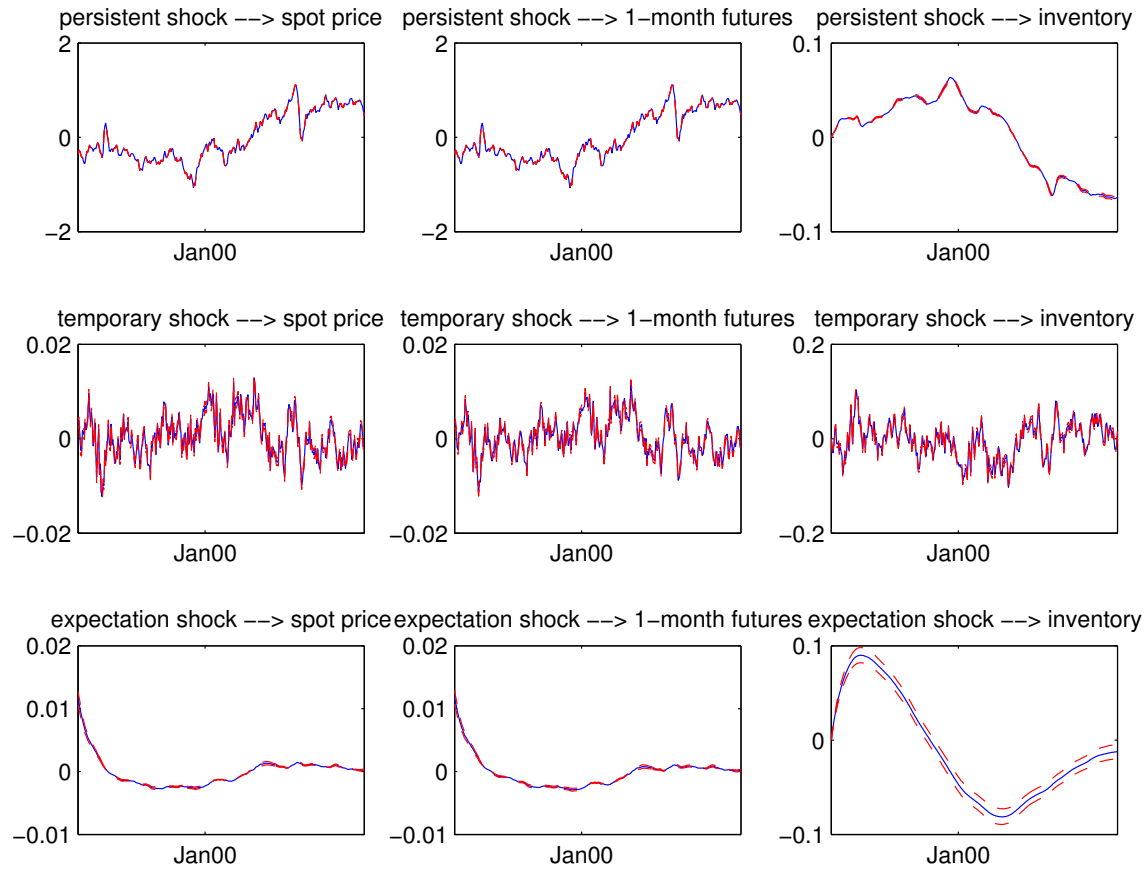 persistent shock −−> spot price
persistent shock −−> 1−month futures
persistent shock −−> inventory
2
0
−2
Jan00
2
0
−2
Jan00
0.1
0
−0.1
Jan00
temporary shock −−> spot price
temporary shock −−> 1−month futures
temporary shock −−> inventory
0.02
0
−0.02
Jan00
0.02
0
−0.02
Jan00
0.2
0
−0.2
Jan00
expectation shock −−> spot price
expectation shock −−> 1−month futures
expectation shock −−> inventory
0.02
0.01
0
−0.01
Jan00
0.02
0.01
0
−0.01
Jan00
0.1
0
−0.1
Jan00